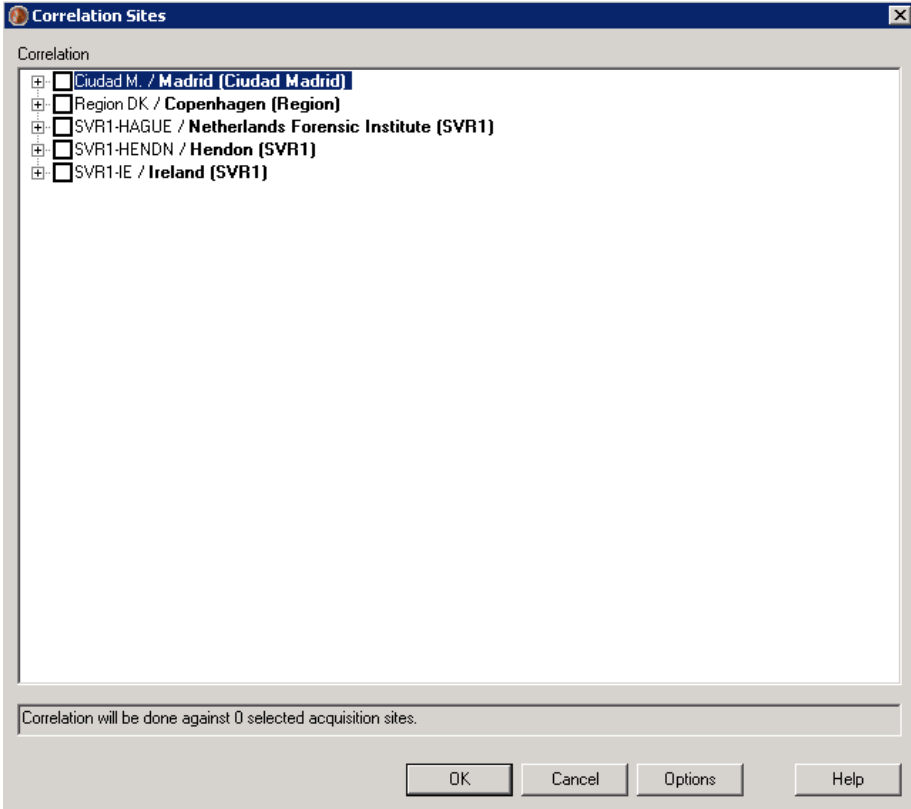 Correlation Sites
Correlation
Ciudad M. / Madrid (Ciudad Madrid)
Region DK / Copenhagen (Region)
SVR1-HAGUE / Netherlands Forensic Institute (SVR1)
SVR1-HENDN / Hendon (SVR1)
SVR1-IE / Ireland (SVR1)
Correlation will be done against 0 selected acquisition sites.
OK Cancel Options Help